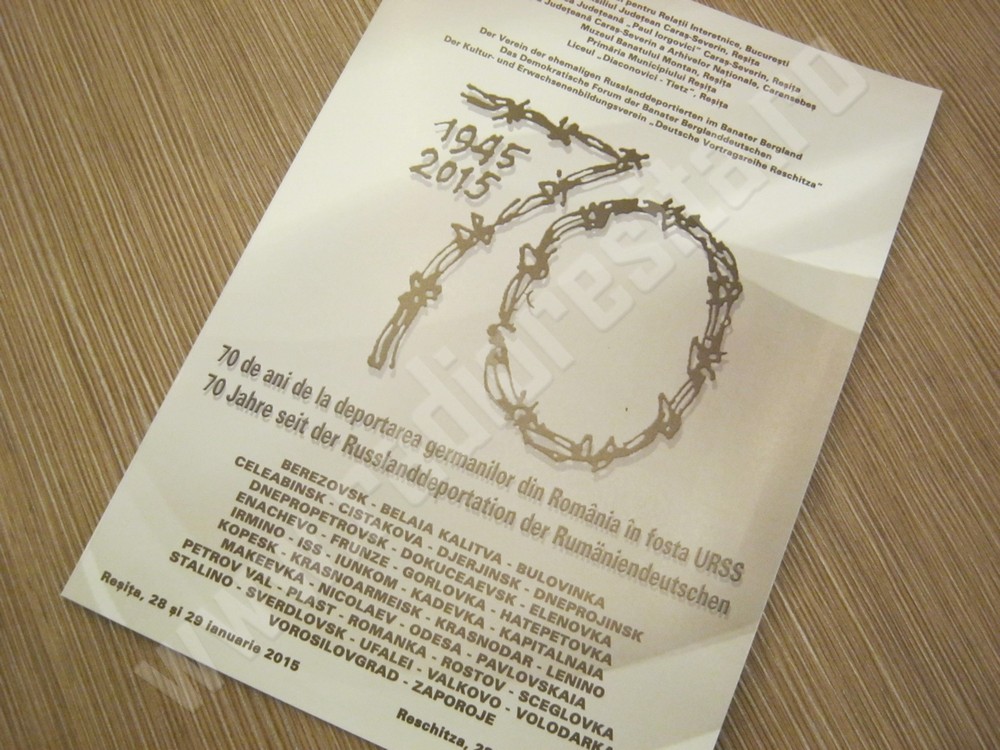 pentru Relații Interetnice, București
Consiliul Județean Caraș-Severin, Reșița
Județeană „Paul Iorgovici” Caraș-Severin, Reșița
Județeană Caraș-Severin a Arhivelor Naționale, Caransebeș
Muzeul Banatului Montan, Reșița
Primăria Municipiului Reșița
Liceul „Diaconovici - Tietz”, Reșița
Der Verein der ehemaligen Russlanddeportierten im Banater Bergland
Das Demokratische Forum der Banater Berglanddeutschen
Der Kultur- und Erwachsenenbildungsverein „Deutsche Vortragsreihe Reschitza”
1945
2015
70
70 de ani de la deportarea germanilor din România în fosta URSS
70 Jahre seit der Russlanddeportation der Rumäniendeutschen
BEREZOVSK - BELAIA KALITVA - BULOVINKA
CELEABINSK - CISTAKOVA - DJERJINSK - DNEPROJINSK
DNEPROPETROVSK - DOKUCEAEVSK - ELENOVKA
ENACHEVO - FRUNZE - GORLOVKA - HATEPETOVKA
IRMINO - ISS - IUNKOM - KADEVKA - KAPITALNAIA
KOPESK - KRASNOARMEISK - KRASNODAR - LENINO
MAKEEVKA - NICOLAEV - ODESA - PAVLOVSKAIA
PETROV VAL - PLAST - ROMANKA - ROSTOV - SCEGLOVKA
STALINO - SVERDLOVSK - UFALEI - VALKOVO - VOLODARKA
VOROSILOVGRAD - ZAPOROJE
Reșița, 28 și 29 ianuarie 2015
Reschitza,